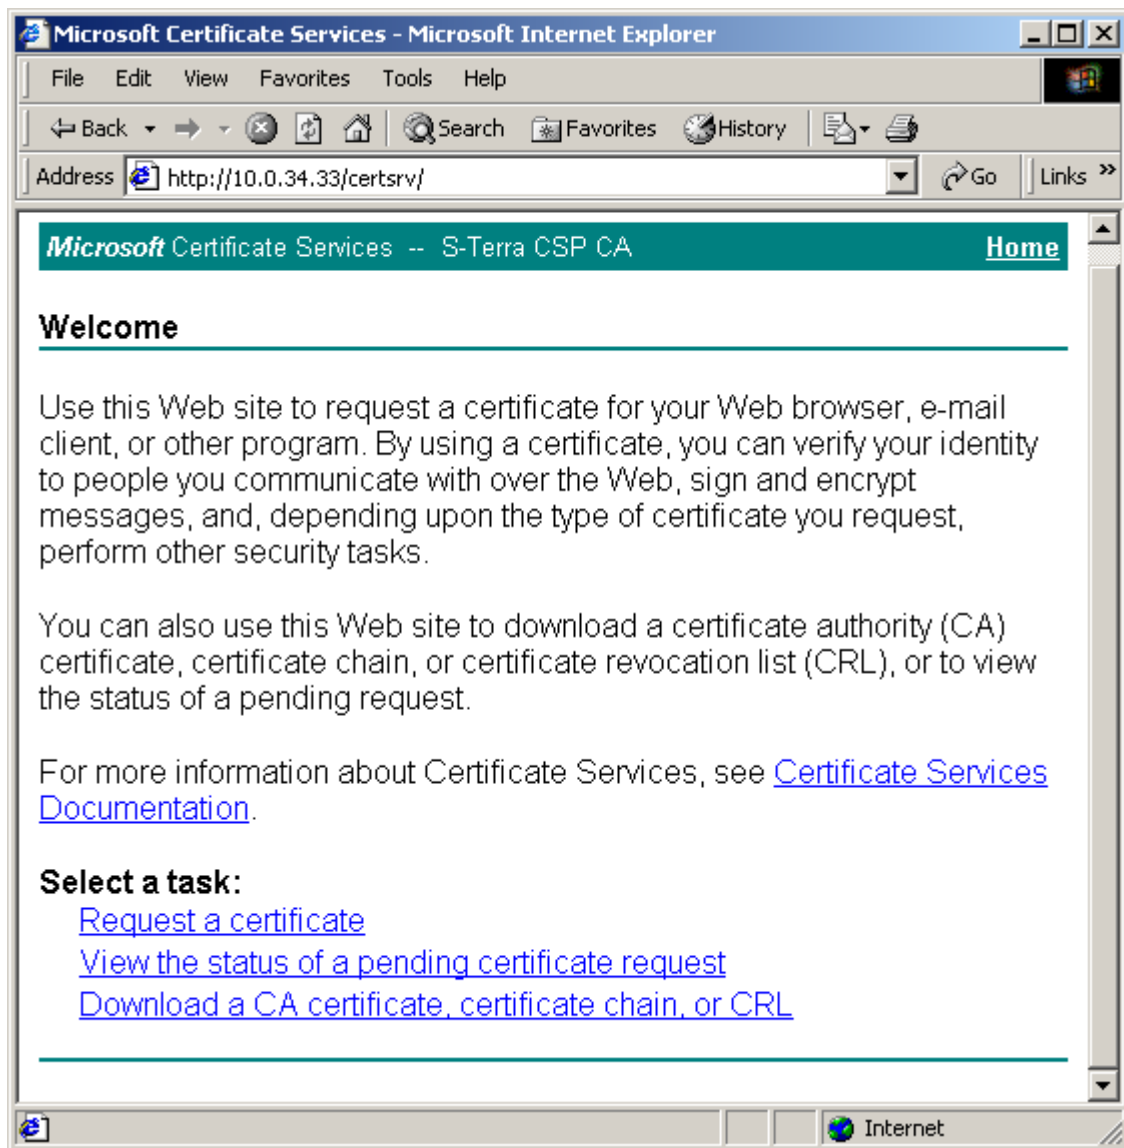 Microsoft Certificate Services - Microsoft Internet Explorer
File Edit View Favorites Tools Help
Back Search Favorites History
Address http://10.0.34.33/certsrv/ Go Links »
Microsoft Certificate Services -- S-Terra CSP CA Home
Welcome
Use this Web site to request a certificate for your Web browser, e-mail
client, or other program. By using a certificate, you can verify your identity
to people you communicate with over the Web, sign and encrypt
messages, and, depending upon the type of certificate you request,
perform other security tasks.
You can also use this Web site to download a certificate authority (CA)
certificate, certificate chain, or certificate revocation list (CRL), or to view
the status of a pending request.
For more information about Certificate Services, see Certificate Services
Documentation.
Select a task:
Request a certificate
View the status of a pending certificate request
Download a CA certificate, certificate chain, or CRL
Internet